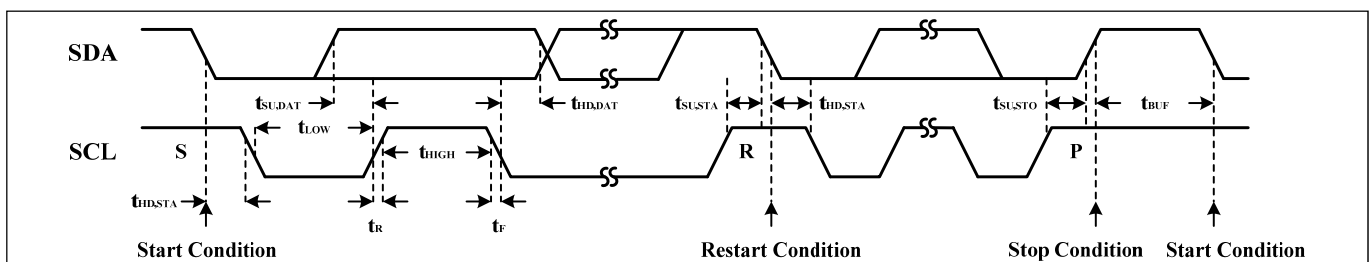 SDA
tSU,DAT tHD,DAT tSU,STA tHD,STA tSU,STO tBUF
tLOW
SCL S tHIGH R P
tHD,STA
tR tF
Start Condition Restart Condition Stop Condition Start Condition